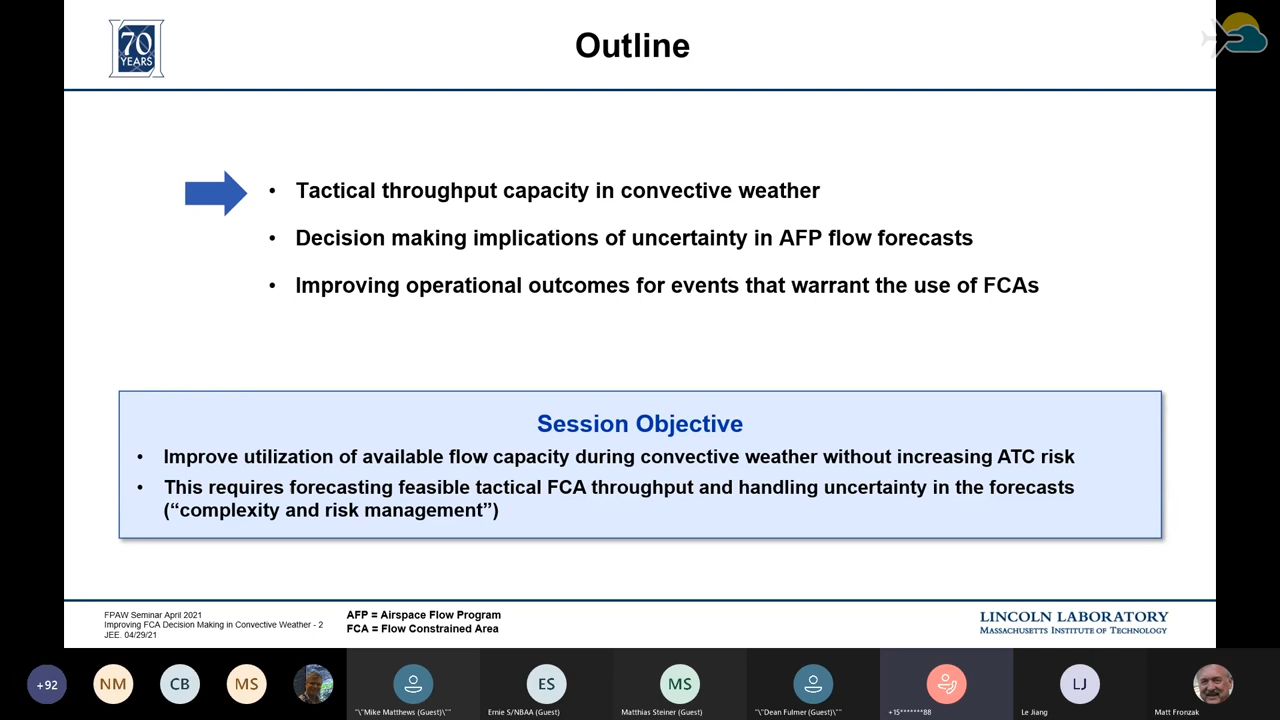 70
YEARS
Outline
• Tactical throughput capacity in convective weather
• Decision making implications of uncertainty in AFP flow forecasts
• Improving operational outcomes for events that warrant the use of FCAs
Session Objective
• Improve utilization of available flow capacity during convective weather without increasing ATC risk
• This requires forecasting feasible tactical FCA throughput and handling uncertainty in the forecasts
(“complexity and risk management”)
FPAW Seminar April 2021
Improving FCA Decision Making in Convective Weather - 2
JEE. 04/29/21
AFP = Airspace Flow Program
FCA = Flow Constrained Area
LINCOLN LABORATORY
MASSACHUSETTS INSTITUTE OF TECHNOLOGY
+92
NM
CB
MS
ES
MS
LJ
"\"Mike Matthews (Guest)\""
Ernie S/NBAA (Guest)
Matthias Steiner (Guest)
"\"Dean Fulmer (Guest)\""
+15*******88
Le Jiang
Matt Fronzak